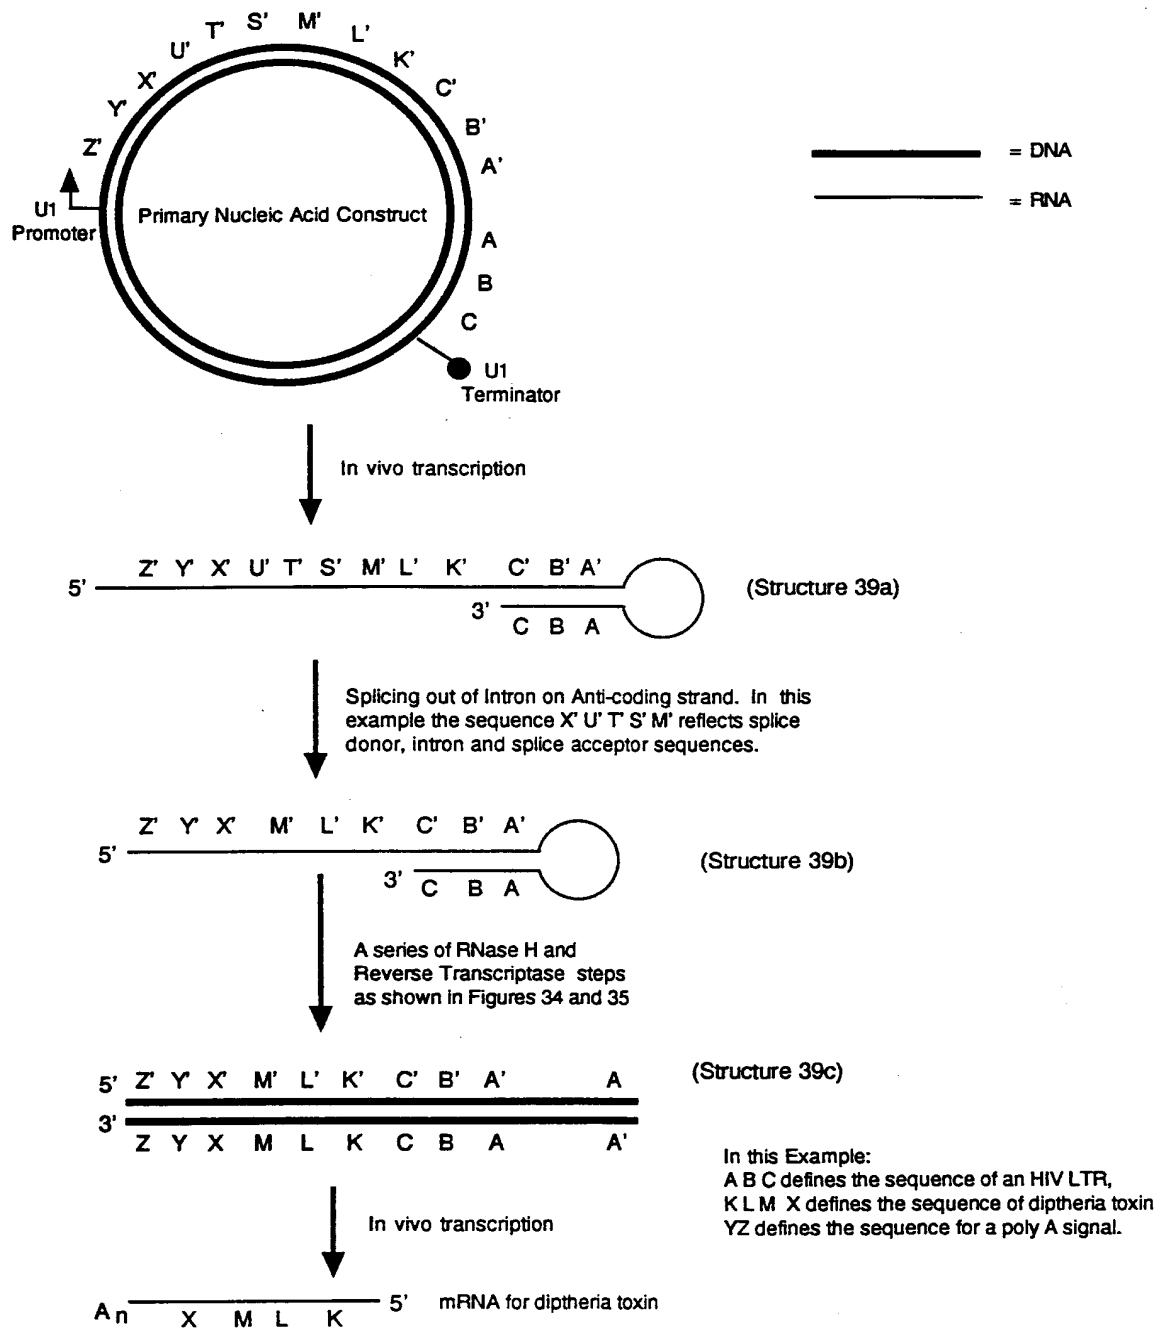 Z' Y' X' U' T' S' M' L' K' C' B' A'
A
B
C
U1
Promoter
Primary Nucleic Acid Construct
U1
Terminator
= DNA
= RNA
In vivo transcription
Z' Y' X' U' T' S' M' L' K' C' B' A'
5'
3'
C B A
(Structure 39a)
Splicing out of Intron on Anti-coding strand. In this
example the sequence X' U' T' S' M' reflects splice
donor, intron and splice acceptor sequences.
Z' Y' X' M' L' K' C' B' A'
5'
3'
C B A
(Structure 39b)
A series of RNase H and
Reverse Transcriptase steps
as shown in Figures 34 and 35
5' Z' Y' X' M' L' K' C' B' A' A
3'
Z Y X M L K C B A A'
(Structure 39c)
In this Example:
A B C defines the sequence of an HIV LTR,
K L M X defines the sequence of diptheria toxin
YZ defines the sequence for a poly A signal.
In vivo transcription
An X M L K 5'
mRNA for diptheria toxin